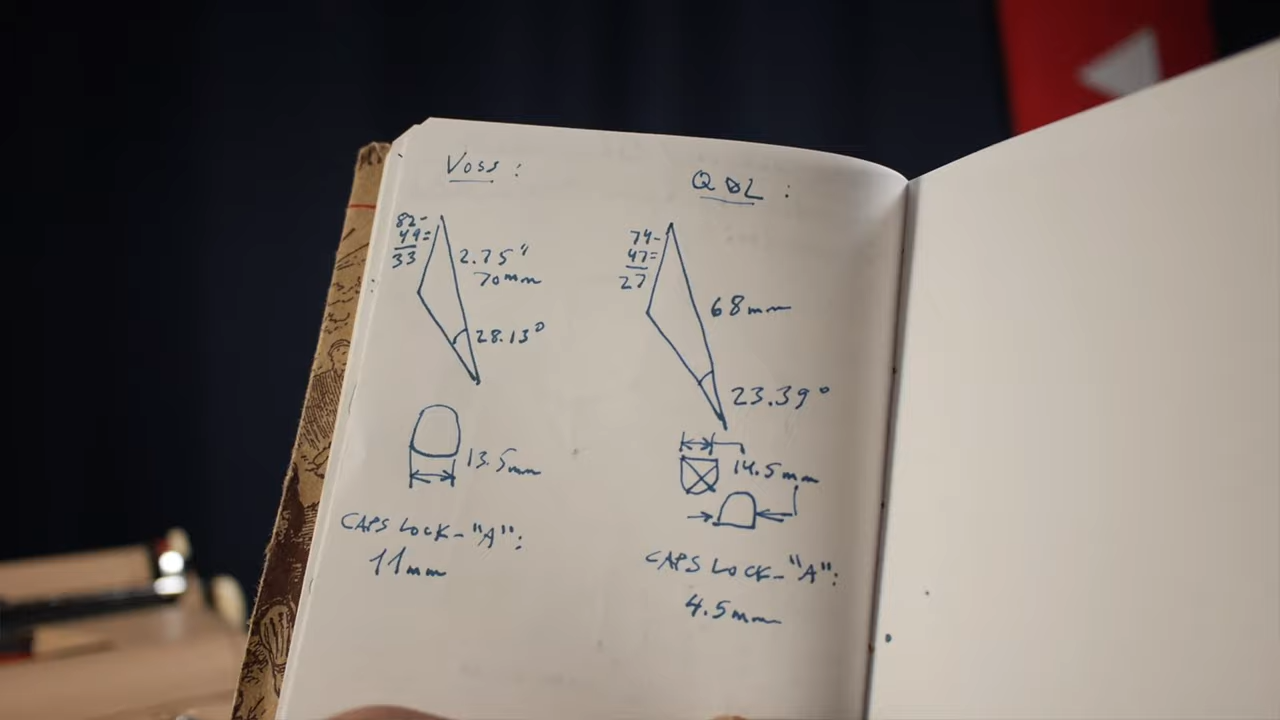 Voss:
82-
49=
33
2.75"
70mm
28.13°
13.5mm
CAPS LOCK-"A":
11mm
QDL:
74-
47=
27
68mm
23.39°
14.5mm
CAPS LOCK-"A":
4.5mm